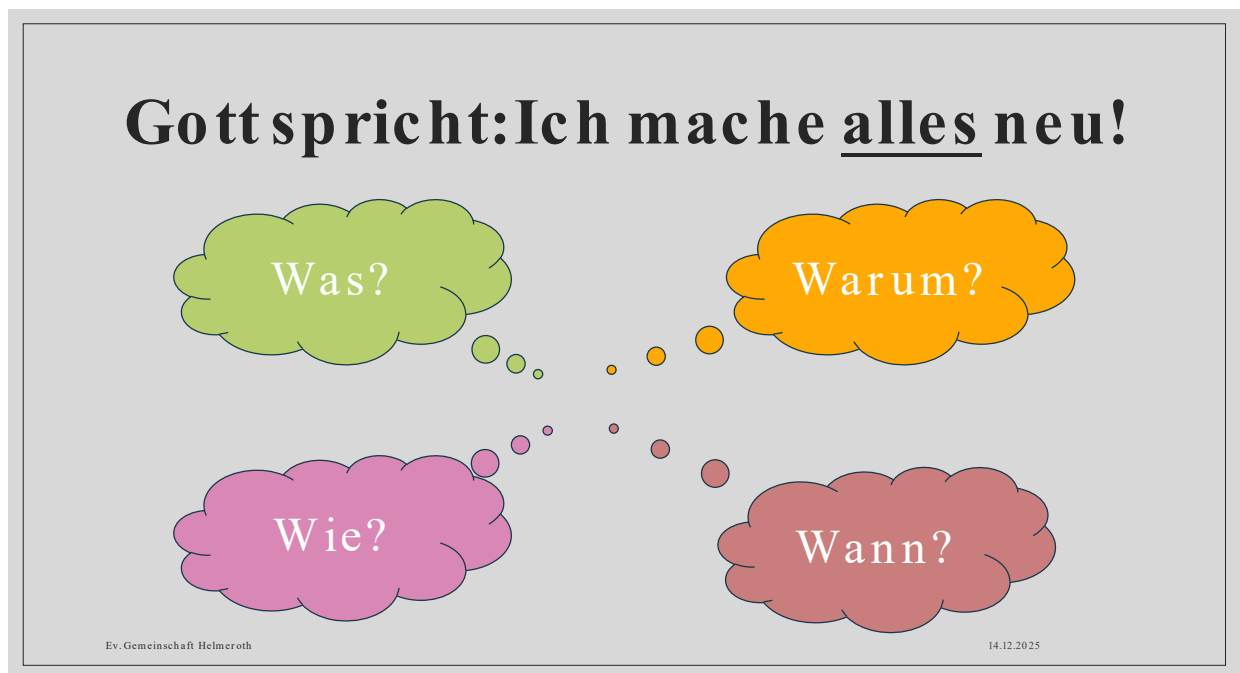 Gott spricht: Ich mache alles neu!
Was?
Warum?
Wie?
Wann?
Ev. Gemeinschaft Helmeroth
14.12.2025